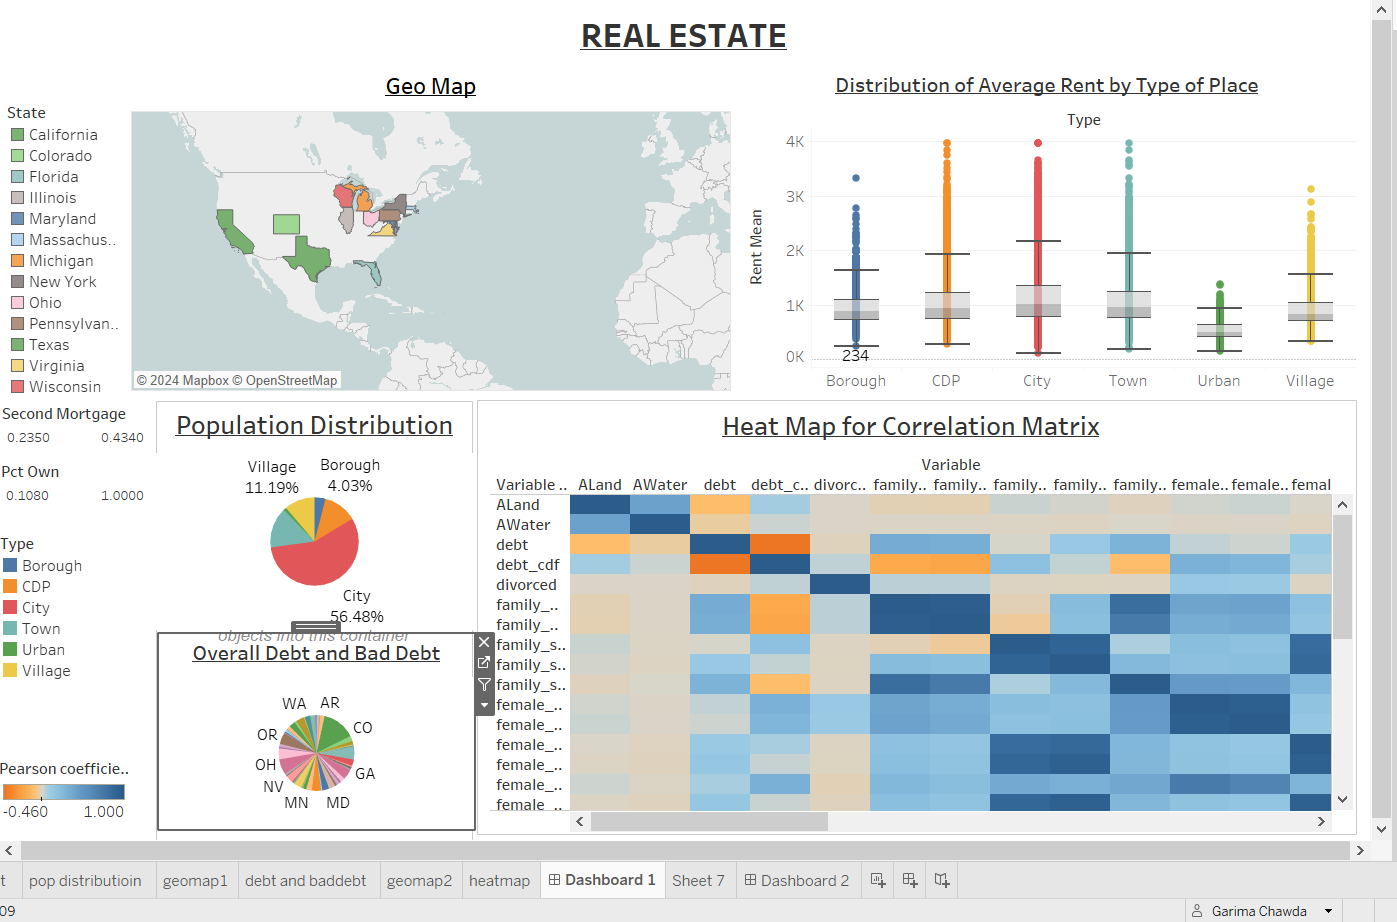 REAL ESTATE
Geo Map
State
California
Colorado
Florida
Illinois
Maryland
Massachus..
Michigan
New York
Ohio
Pennsylvan..
Texas
Virginia
Wisconsin
© 2024 Mapbox © OpenStreetMap
Distribution of Average Rent by Type of Place
Type
Rent Mean
4K
3K
2K
1K
0K
234
Borough CDP City Town Urban Village
Second Mortgage
0.2350 0.4340
Pct Own
0.1080 1.0000
Type
Borough
CDP
City
Town
Urban
Village
Pearson coefficie..
-0.460 1.000
Population Distribution
Village
11.19%
Borough
4.03%
City
56.48%
objects into this container
Overall Debt and Bad Debt
WA AR
CO
OR
OH
GA
NV
MN MD
Heat Map for Correlation Matrix
Variable
Variable .. ALand AWater debt debt_c.. divorc.. family.. family.. family.. family.. family.. female.. female.. femal
ALand
AWater
debt
debt_cdf
divorced
family_..
family_..
family_s..
family_s..
family_s..
female_..
female_..
female_..
female_..
female_..
female_..
t pop distributioin geomap1 debt and baddebt geomap2 heatmap Dashboard 1 Sheet 7 Dashboard 2
09 Garima Chawda